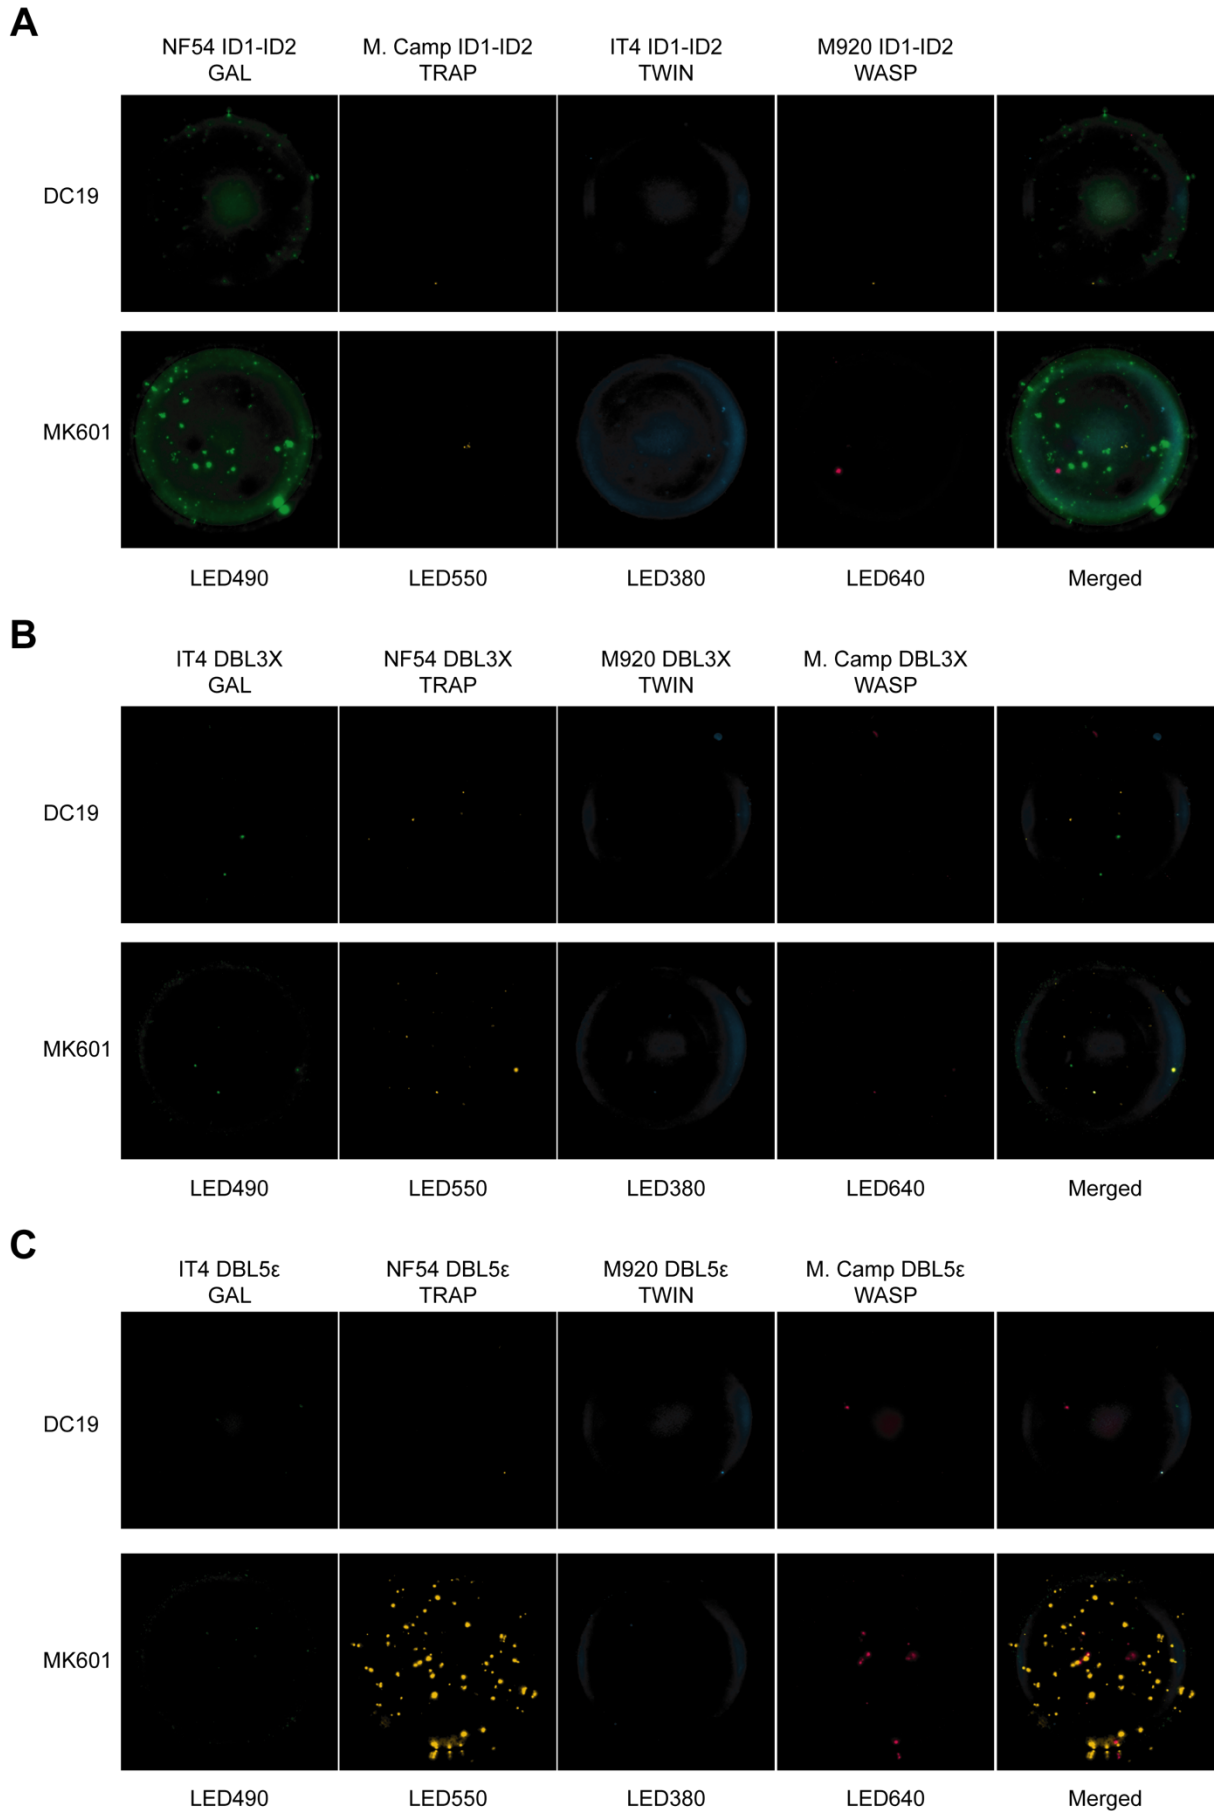 A
NF54 ID1-ID2 M. Camp ID1-ID2 IT4 ID1-ID2 M920 ID1-ID2
GAL TRAP TWIN WASP
DC19
MK601
LED490 LED550 LED380 LED640 Merged
B
IT4 DBL3X NF54 DBL3X M920 DBL3X M. Camp DBL3X
GAL TRAP TWIN WASP
DC19
MK601
LED490 LED550 LED380 LED640 Merged
C
IT4 DBL5ε NF54 DBL5ε M920 DBL5ε M. Camp DBL5ε
GAL TRAP TWIN WASP
DC19
MK601
LED490 LED550 LED380 LED640 Merged